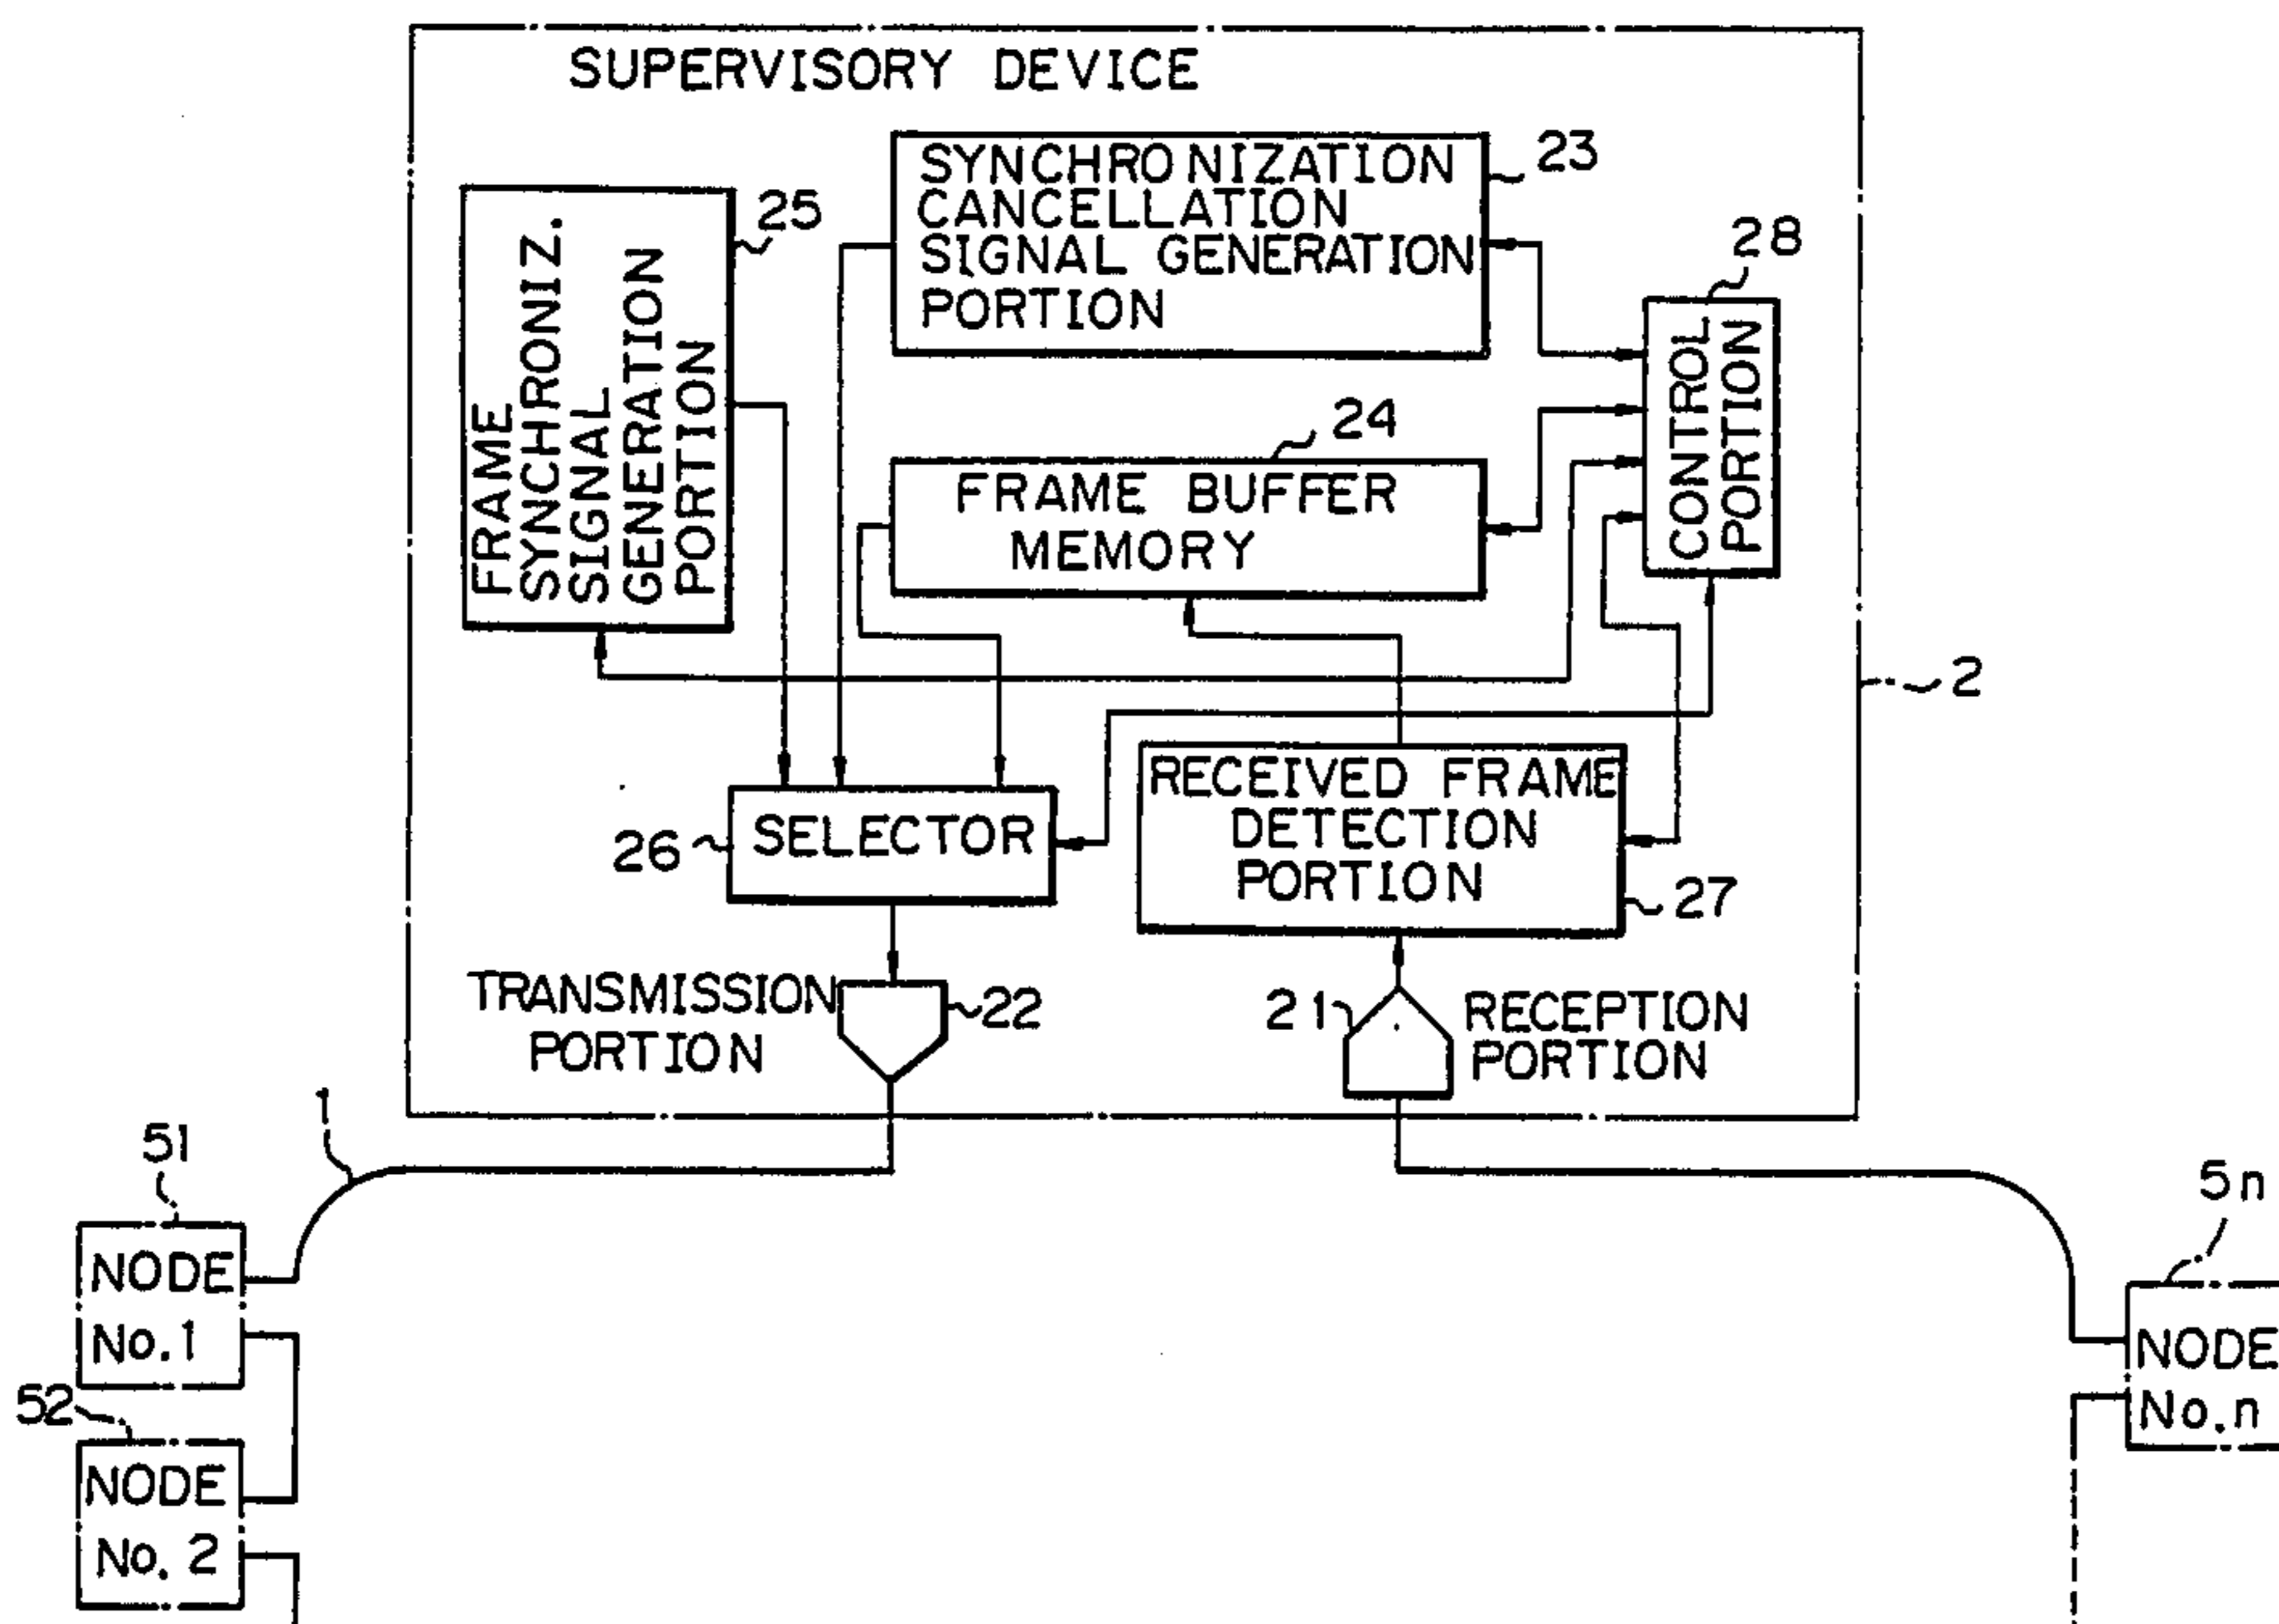 SUPERVISORY DEVICE
SYNCHRONIZATION
CANCELLATION
SIGNAL GENERATION
PORTION
23
25
FRAME
SYNCHRONIZ.
SIGNAL
GENERATION
PORTION
28
CONTROL
PORTION
24
FRAME BUFFER
MEMORY
2
26
SELECTOR
RECEIVED FRAME
DETECTION
PORTION
27
TRANSMISSION
PORTION
22
21
RECEPTION
PORTION
1
51
NODE
No.1
52
NODE
No.2
5n
NODE
No.n